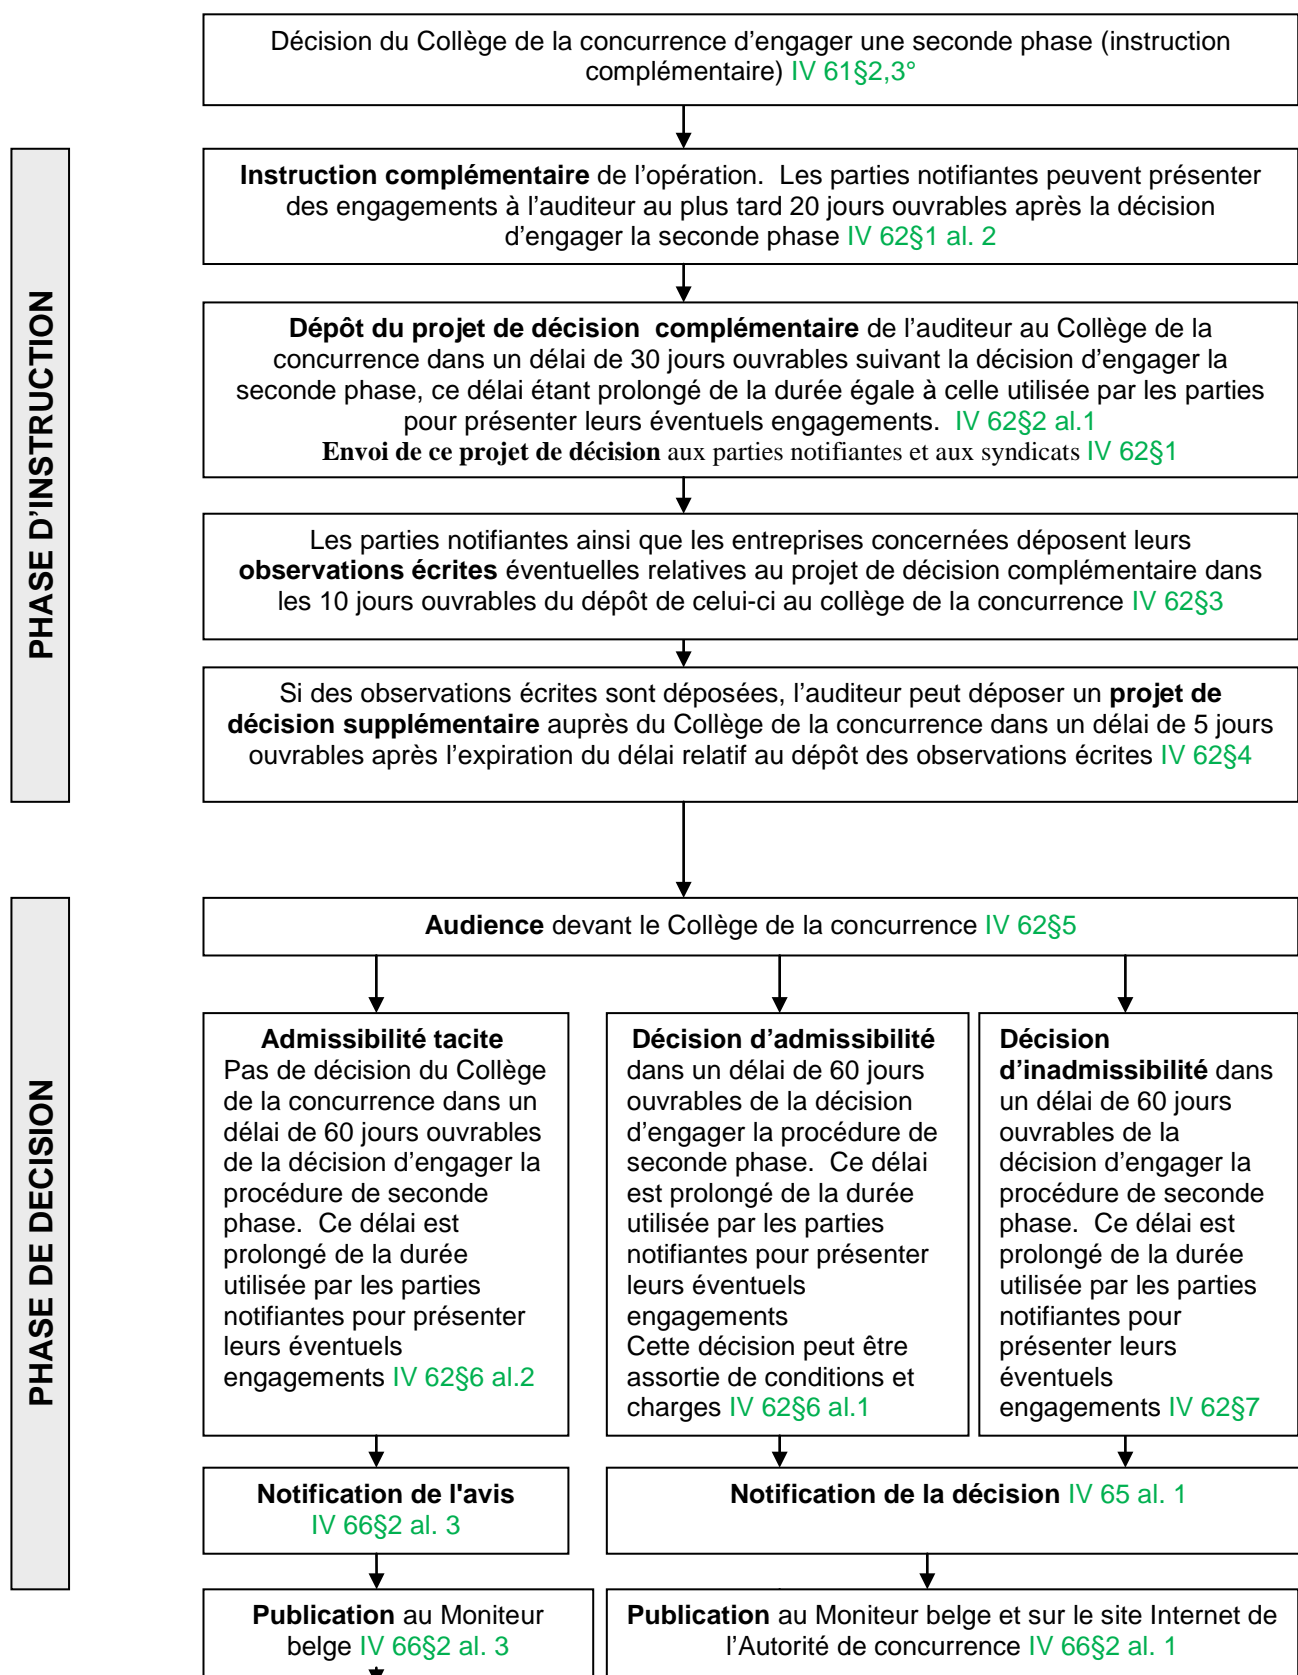 Décision du Collège de la concurrence d’engager une seconde phase (instruction
complémentaire) IV 61§2,3°
PHASE D’INSTRUCTION
Instruction complémentaire de l’opération. Les parties notifiantes peuvent présenter
des engagements à l’auditeur au plus tard 20 jours ouvrables après la décision
d’engager la seconde phase IV 62§1 al. 2
Dépôt du projet de décision complémentaire de l’auditeur au Collège de la
concurrence dans un délai de 30 jours ouvrables suivant la décision d’engager la
seconde phase, ce délai étant prolongé de la durée égale à celle utilisée par les parties
pour présenter leurs éventuels engagements. IV 62§2 al.1
Envoi de ce projet de décision aux parties notifiantes et aux syndicats IV 62§1
Les parties notifiantes ainsi que les entreprises concernées déposent leurs
observations écrites éventuelles relatives au projet de décision complémentaire dans
les 10 jours ouvrables du dépôt de celui-ci au collège de la concurrence IV 62§3
Si des observations écrites sont déposées, l’auditeur peut déposer un projet de
décision supplémentaire auprès du Collège de la concurrence dans un délai de 5 jours
ouvrables après l’expiration du délai relatif au dépôt des observations écrites IV 62§4
PHASE DE DECISION
Audience devant le Collège de la concurrence IV 62§5
Admissibilité tacite
Pas de décision du Collège
de la concurrence dans un
délai de 60 jours ouvrables
de la décision d’engager la
procédure de seconde
phase. Ce délai est
prolongé de la durée
utilisée par les parties
notifiantes pour présenter
leurs éventuels
engagements IV 62§6 al.2
Décision d’admissibilité
dans un délai de 60 jours
ouvrables de la décision
d’engager la procédure de
seconde phase. Ce délai
est prolongé de la durée
utilisée par les parties
notifiantes pour présenter
leurs éventuels
engagements
Cette décision peut être
assortie de conditions et
charges IV 62§6 al.1
Décision
d’inadmissibilité dans
un délai de 60 jours
ouvrables de la
décision d’engager la
procédure de seconde
phase. Ce délai est
prolongé de la durée
utilisée par les parties
notifiantes pour
présenter leurs
éventuels
engagements IV 62§7
Notification de l'avis
IV 66§2 al. 3
Notification de la décision IV 65 al. 1
Publication au Moniteur
belge IV 66§2 al. 3
Publication au Moniteur belge et sur le site Internet de
l’Autorité de concurrence IV 66§2 al. 1